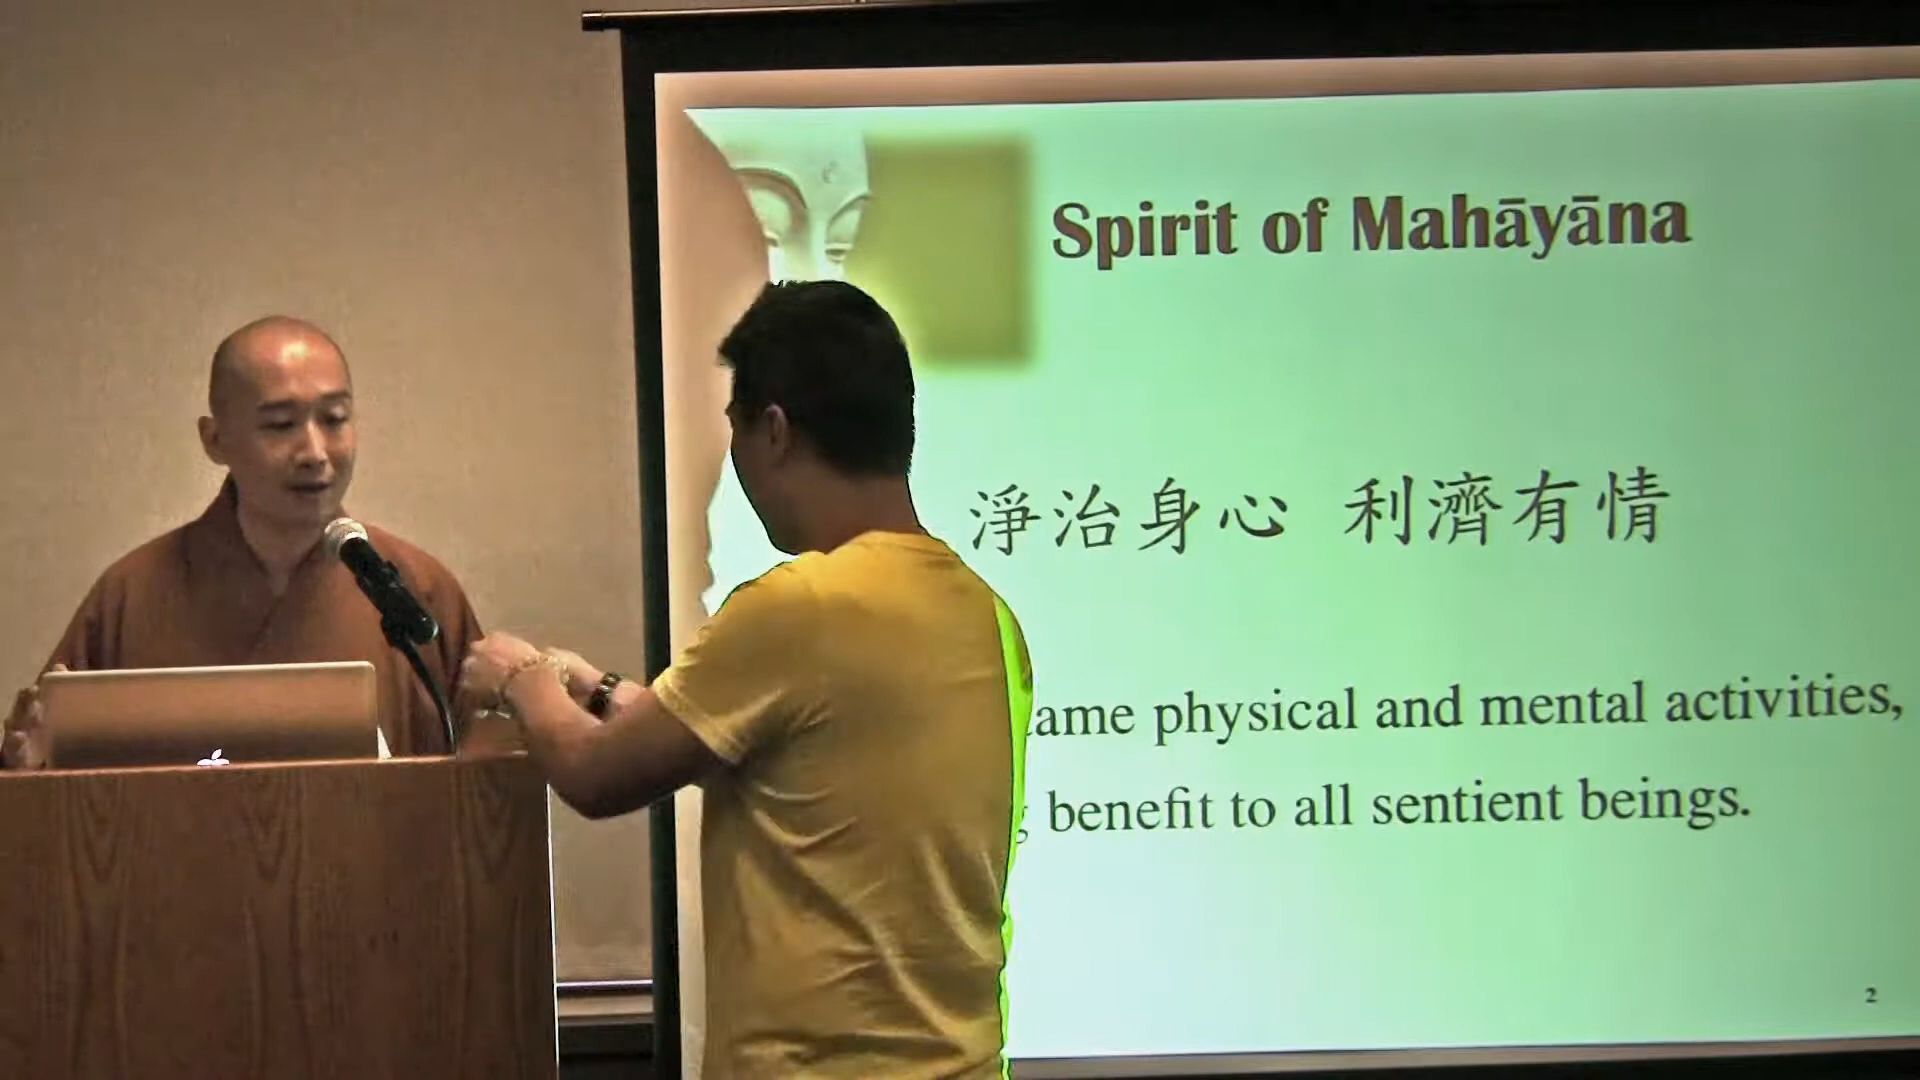 Spirit of Mahāyāna
淨治身心 利濟有情
physical and mental activities,
benefit to all sentient beings.
2